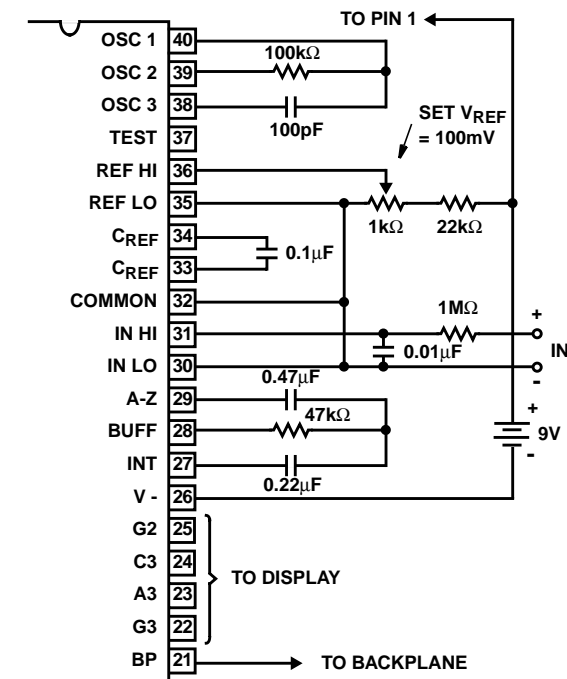 TO PIN 1
OSC 1 40
100kΩ
OSC 2 39
OSC 3 38
100pF
SET VREF
= 100mV
TEST 37
REF HI 36
REF LO 35
1kΩ 22kΩ
CREF 34
0.1µF
CREF 33
COMMON 32
1MΩ
+
IN HI 31
0.01µF
IN
IN LO 30
-
0.47µF
A-Z 29
+
47kΩ
BUFF 28
9V
-
INT 27
0.22µF
V - 26
G2 25
C3 24
TO DISPLAY
A3 23
G3 22
BP 21
TO BACKPLANE